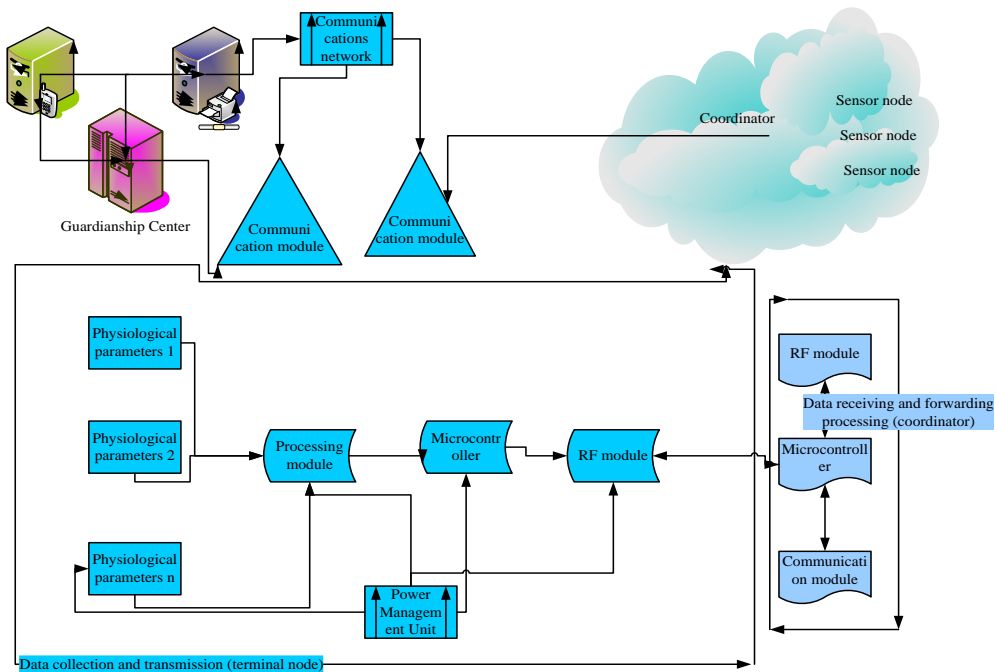 Communi
cations
network
Coordinator
Sensor node
Sensor node
Sensor node
Guardianship Center
Communi
cation module
Communi
cation module
Physiological
parameters 1
Physiological
parameters 2
Physiological
parameters n
Processing
module
Microcont
roller
RF module
Power
Managem
ent Unit
RF module
Data receiving and forwarding
processing (coordinator)
Microcontroll
er
Communicati
on module
Data collection and transmission (terminal node)